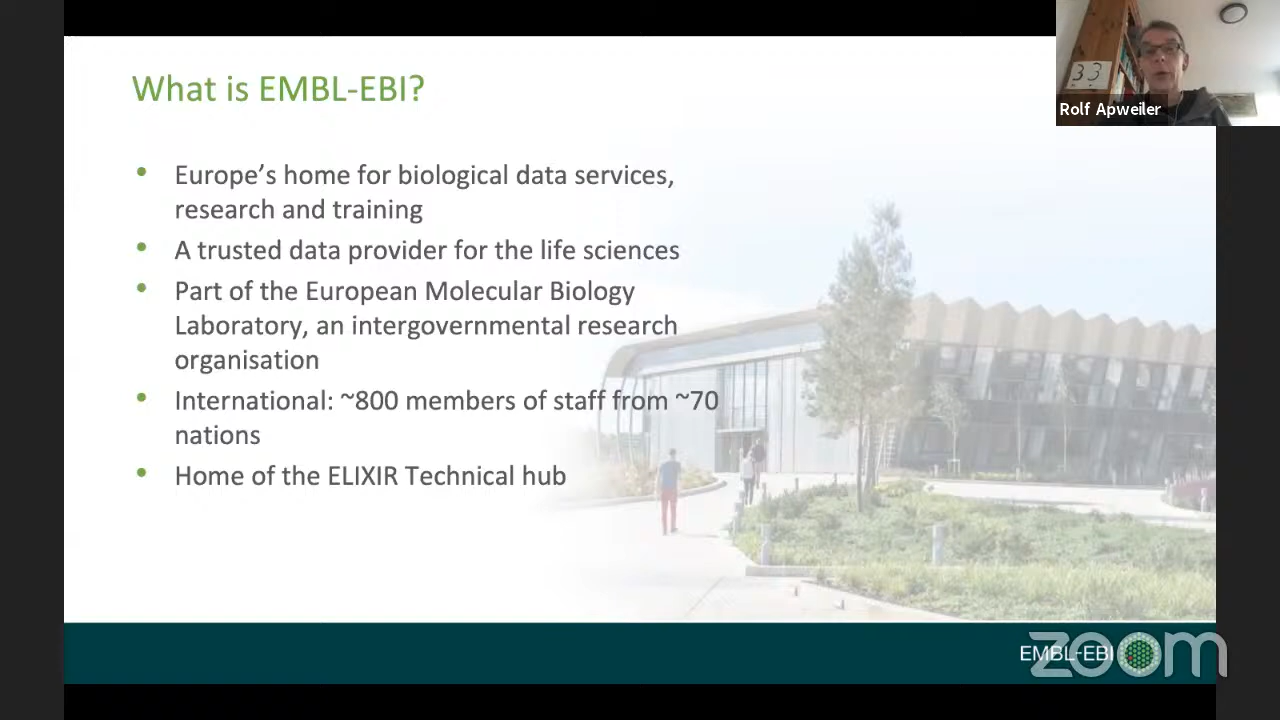 What is EMBL-EBI?
33
Rolf Apweiler
• Europe's home for biological data services,
research and training
• A trusted data provider for the life sciences
• Part of the European Molecular Biology
Laboratory, an intergovernmental research
organisation
• International: ~800 members of staff from ~70
nations
• Home of the ELIXIR Technical hub
EMBL-EBI
zoom